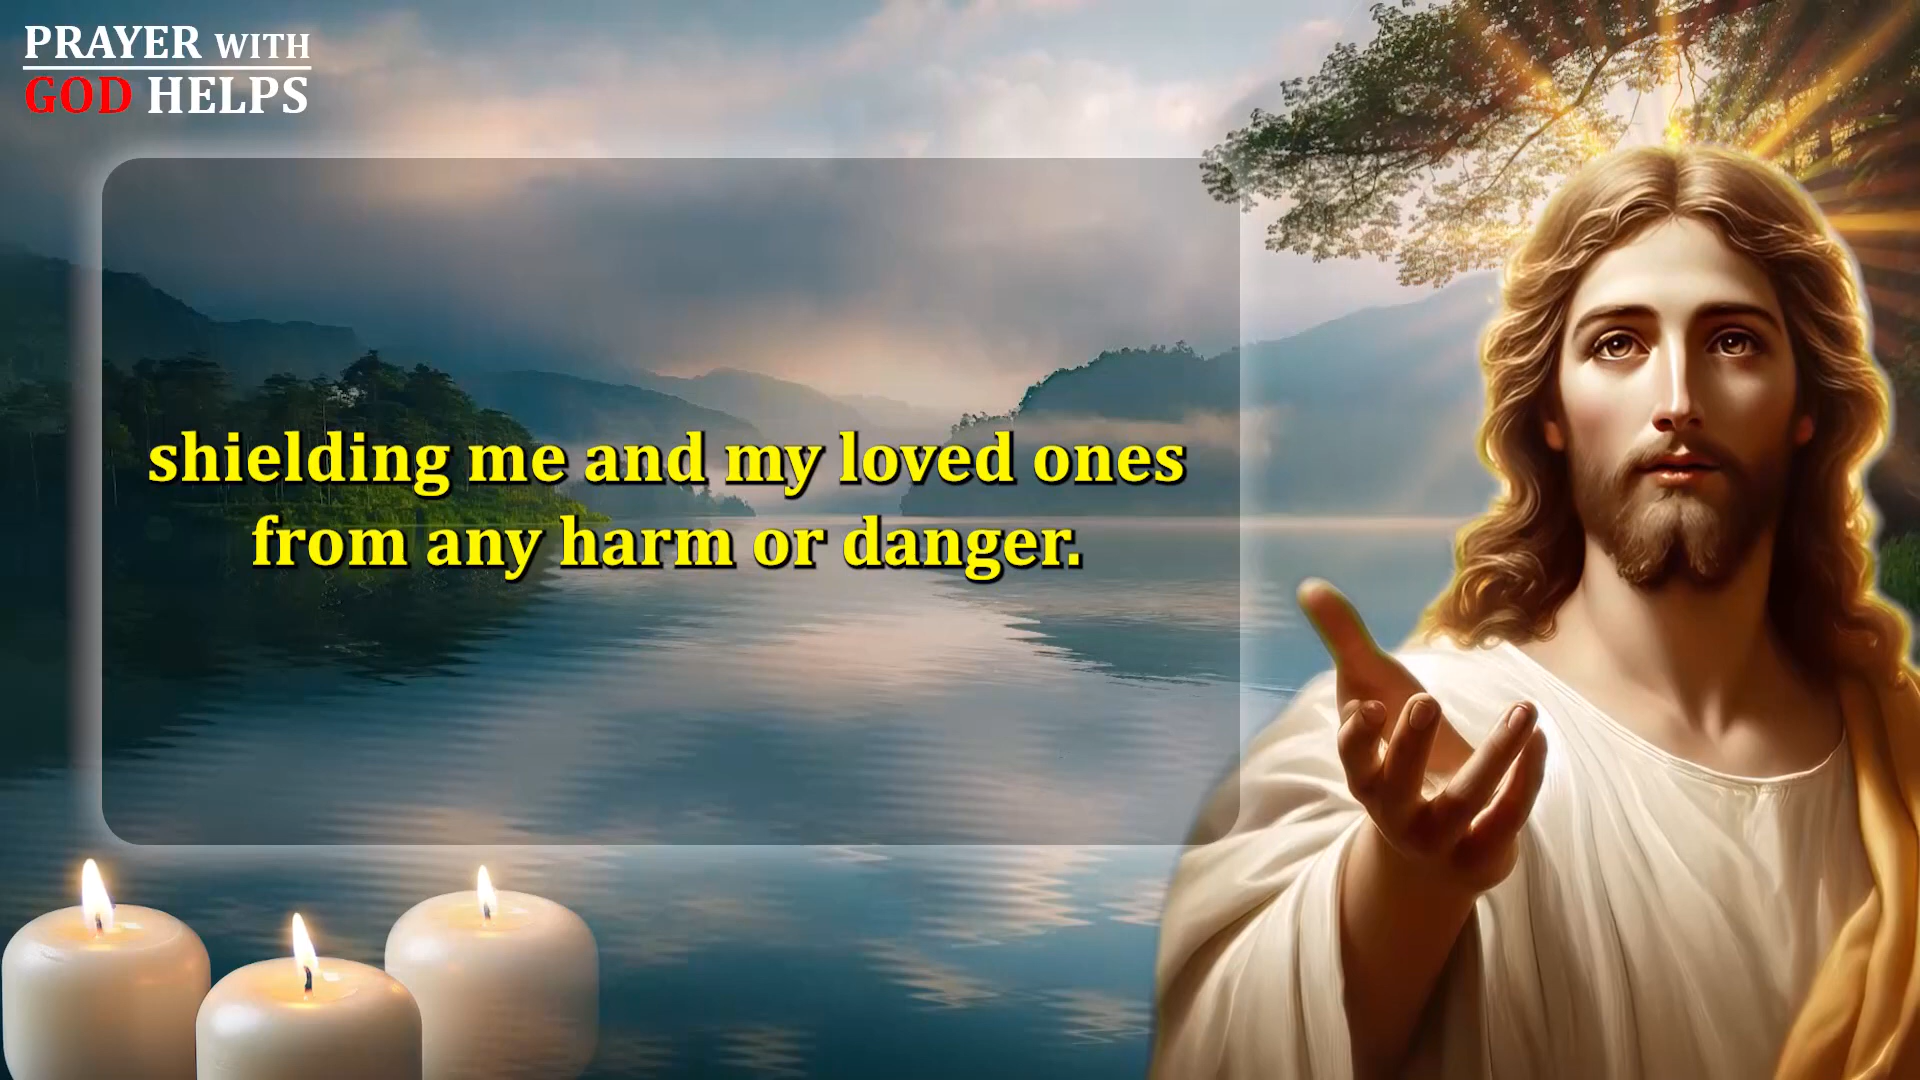 PRAYER WITH
GOD HELPS
shielding me and my loved ones
from any harm or danger.